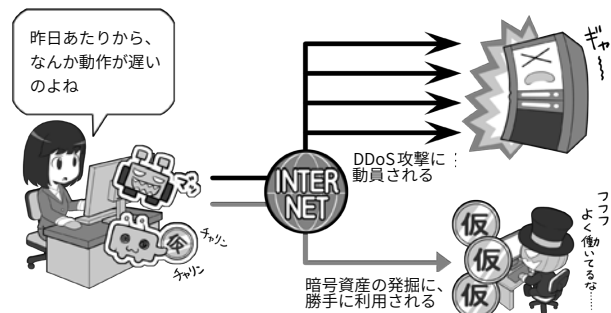 昨日あたりから、
なんか動作が遅い
のよね
ギャ〜〜
DDoS攻撃に
動員される
INTER
NET
仮
チャリン
チャリン
暗号資産の発掘に、
勝手に利用される
仮
仮
仮
フフフ
よく働いてるな……